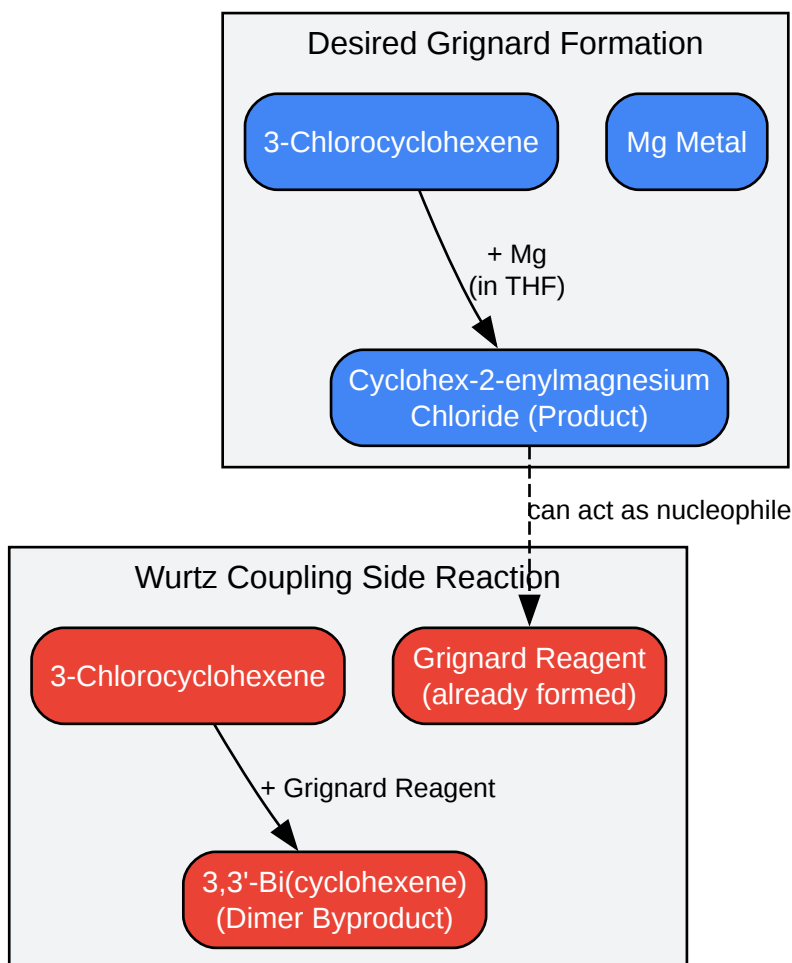 Desired Grignard Formation
3-Chlorocyclohexene
Mg Metal
+ Mg
(in THF)
Cyclohex-2-enylmagnesium
Chloride (Product)
can act as nucleophile
Wurtz Coupling Side Reaction
3-Chlorocyclohexene
Grignard Reagent
(already formed)
+ Grignard Reagent
3,3'-Bi(cyclohexene)
(Dimer Byproduct)